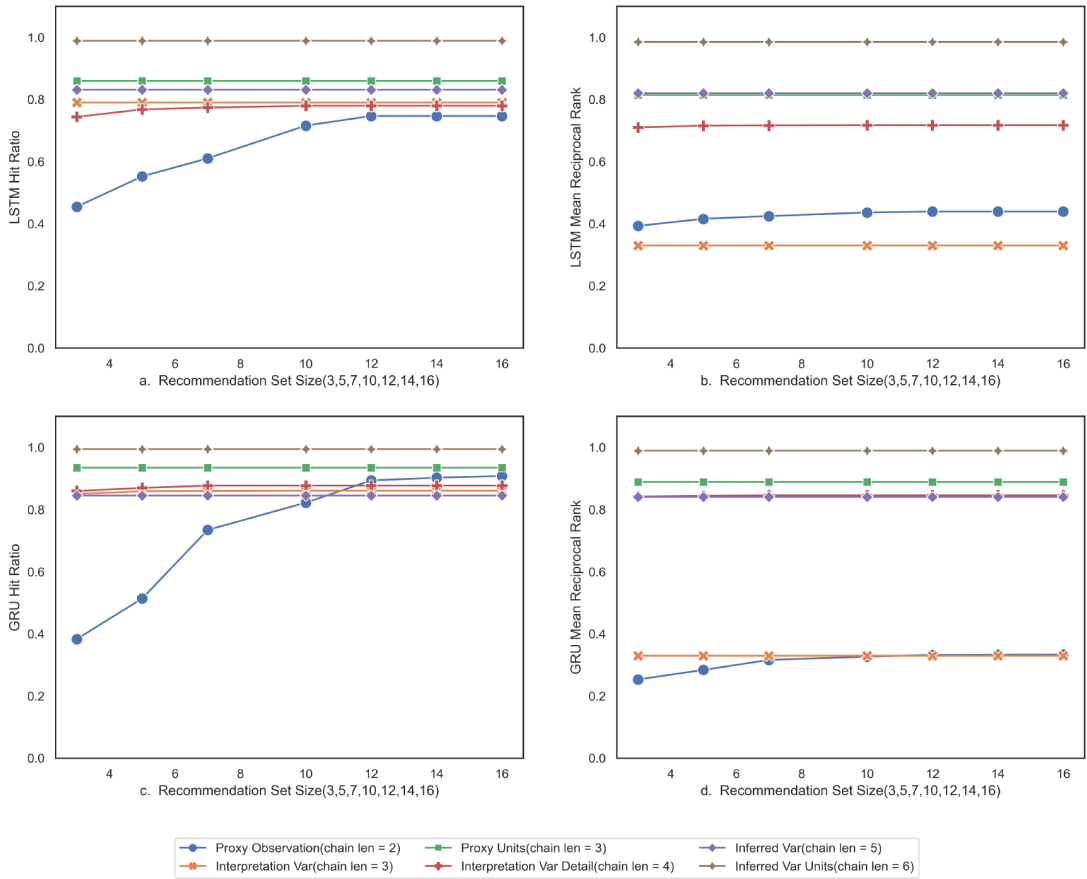 1.0
0.8
0.6
0.4
0.2
0.0
LSTM Hit Ratio
4 6 8 10 12 14 16
a. Recommendation Set Size(3,5,7,10,12,14,16)
1.0
0.8
0.6
0.4
0.2
0.0
LSTM Mean Reciprocal Rank
4 6 8 10 12 14 16
b. Recommendation Set Size(3,5,7,10,12,14,16)
1.0
0.8
0.6
0.4
0.2
0.0
GRU Hit Ratio
4 6 8 10 12 14 16
c. Recommendation Set Size(3,5,7,10,12,14,16)
1.0
0.8
0.6
0.4
0.2
0.0
GRU Mean Reciprocal Rank
4 6 8 10 12 14 16
d. Recommendation Set Size(3,5,7,10,12,14,16)
Proxy Observation(chain len = 2)
Interpretation Var(chain len = 3)
Proxy Units(chain len = 3)
Interpretation Var Detail(chain len = 4)
Inferred Var(chain len = 5)
Inferred Var Units(chain len = 6)